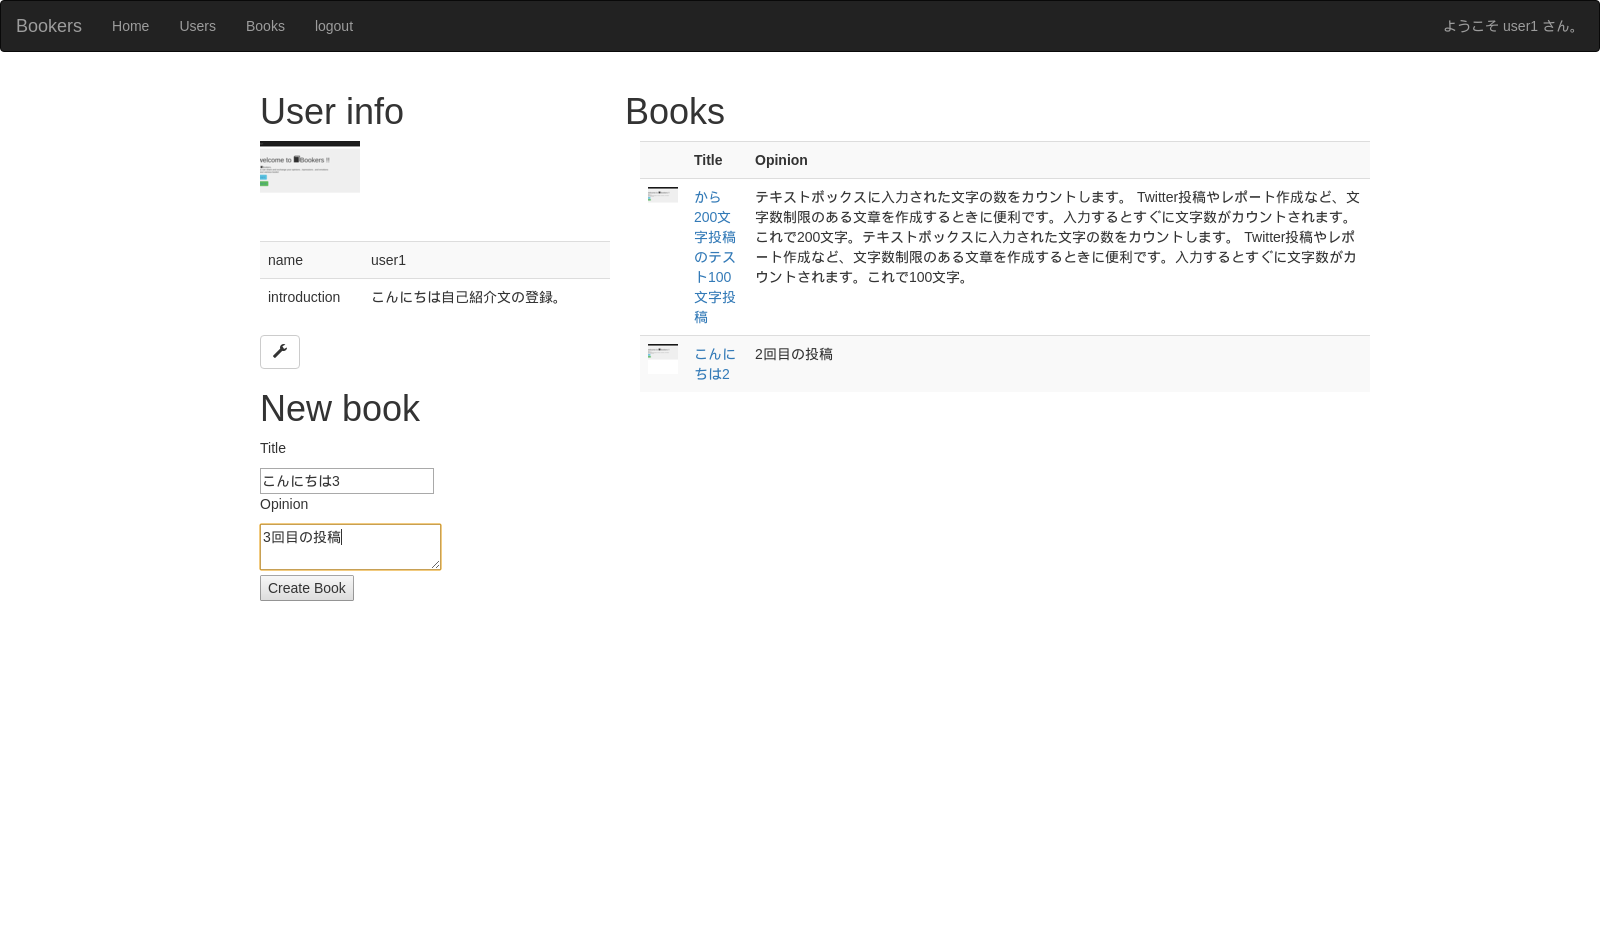 Bookers Home Users Books logout ようこそ user1 さん。
User info
welcome to Bookers !!
name user1
introduction こんにちは自己紹介文の登録。
New book
Title
こんにちは3
Opinion
3回目の投稿
Create Book
Books
Title Opinion
から
200文
字投稿
のテス
ト100
文字投
稿
テキストボックスに入力された文字の数をカウントします。 Twitter投稿やレポート作成など、文
字数制限のある文章を作成するときに便利です。入力するとすぐに文字数がカウントされます。
これで200文字。テキストボックスに入力された文字の数をカウントします。 Twitter投稿やレポ
ート作成など、文字数制限のある文章を作成するときに便利です。入力するとすぐに文字数がカ
ウントされます。これで100文字。
こんに
ちは2
2回目の投稿